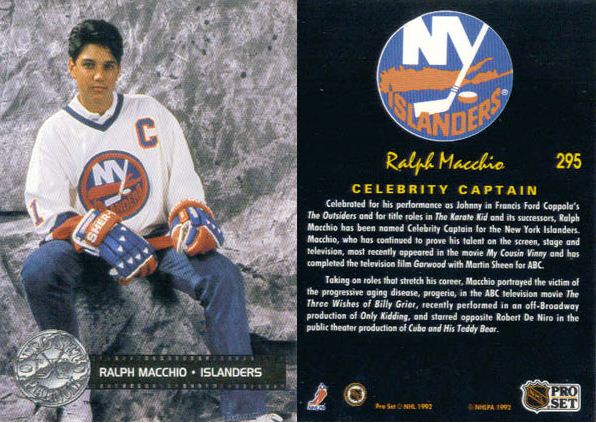 C
1
NY
ISLANDERS
SHER-
RALPH MACCHIO • ISLANDERS
NY
ISLANDERS®
Ralph Macchio 295
CELEBRITY CAPTAIN
Celebrated for his performance as Johnny in Francis Ford Coppola's
The Outsiders and for title roles in The Karate Kid and its successors, Ralph
Macchio has been named Celebrity Captain for the New York Islanders.
Macchio, who has continued to prove his talent on the screen, stage and
television, most recently appeared in the movie My Cousin Vinny and has
completed the television film Garwood with Martin Sheen for ABC.
Taking on roles that stretch his career, Macchio portrayed the victim of
the progressive aging disease, progeria, in the ABC television movie The
Three Wishes of Billy Grier, recently performed in an off-Broadway
production of Only Kidding, and starred opposite Robert De Niro in the
public theater production of Cuba and His Teddy Bear.
Pro Set © NHL 1992
© NHLPA 1992
NHL
PRO
SET